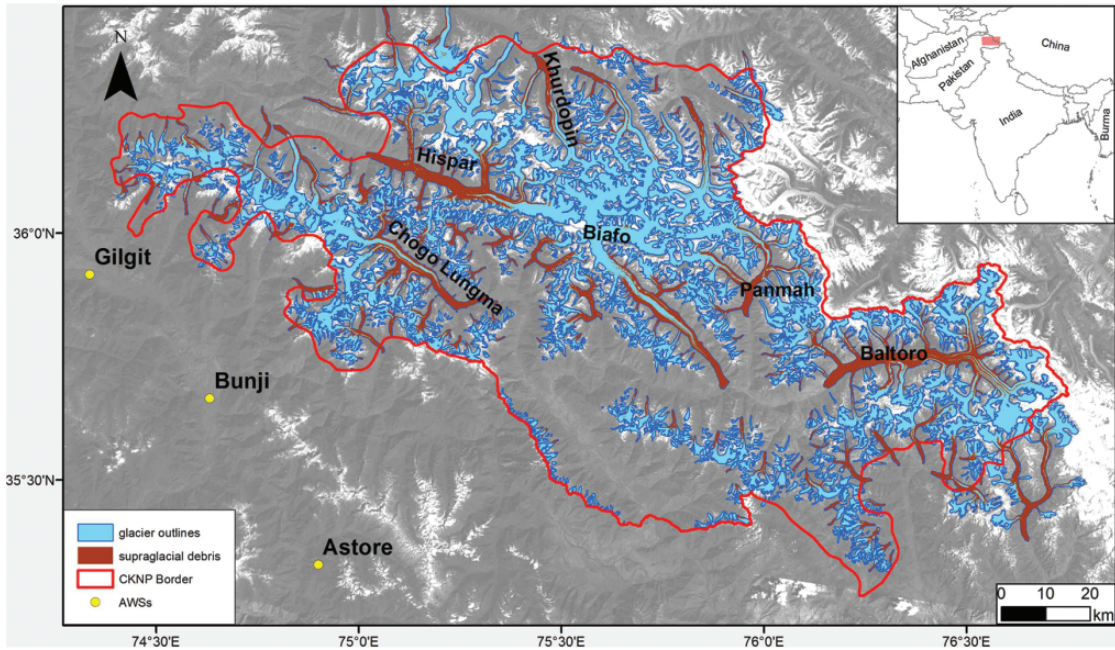 N
Khurdopin
Hispar
Chogo Lungma
Biafo
Panmah
Baltoro
Gilgit
Bunji
Astore
Afghanistan
Pakistan
China
India
Burma
36°0'N
35°30'N
glacier outlines
supraglacial debris
CKNP Border
AWSs
0 10 20
km
74°30'E 75°0'E 75°30'E 76°0'E 76°30'E